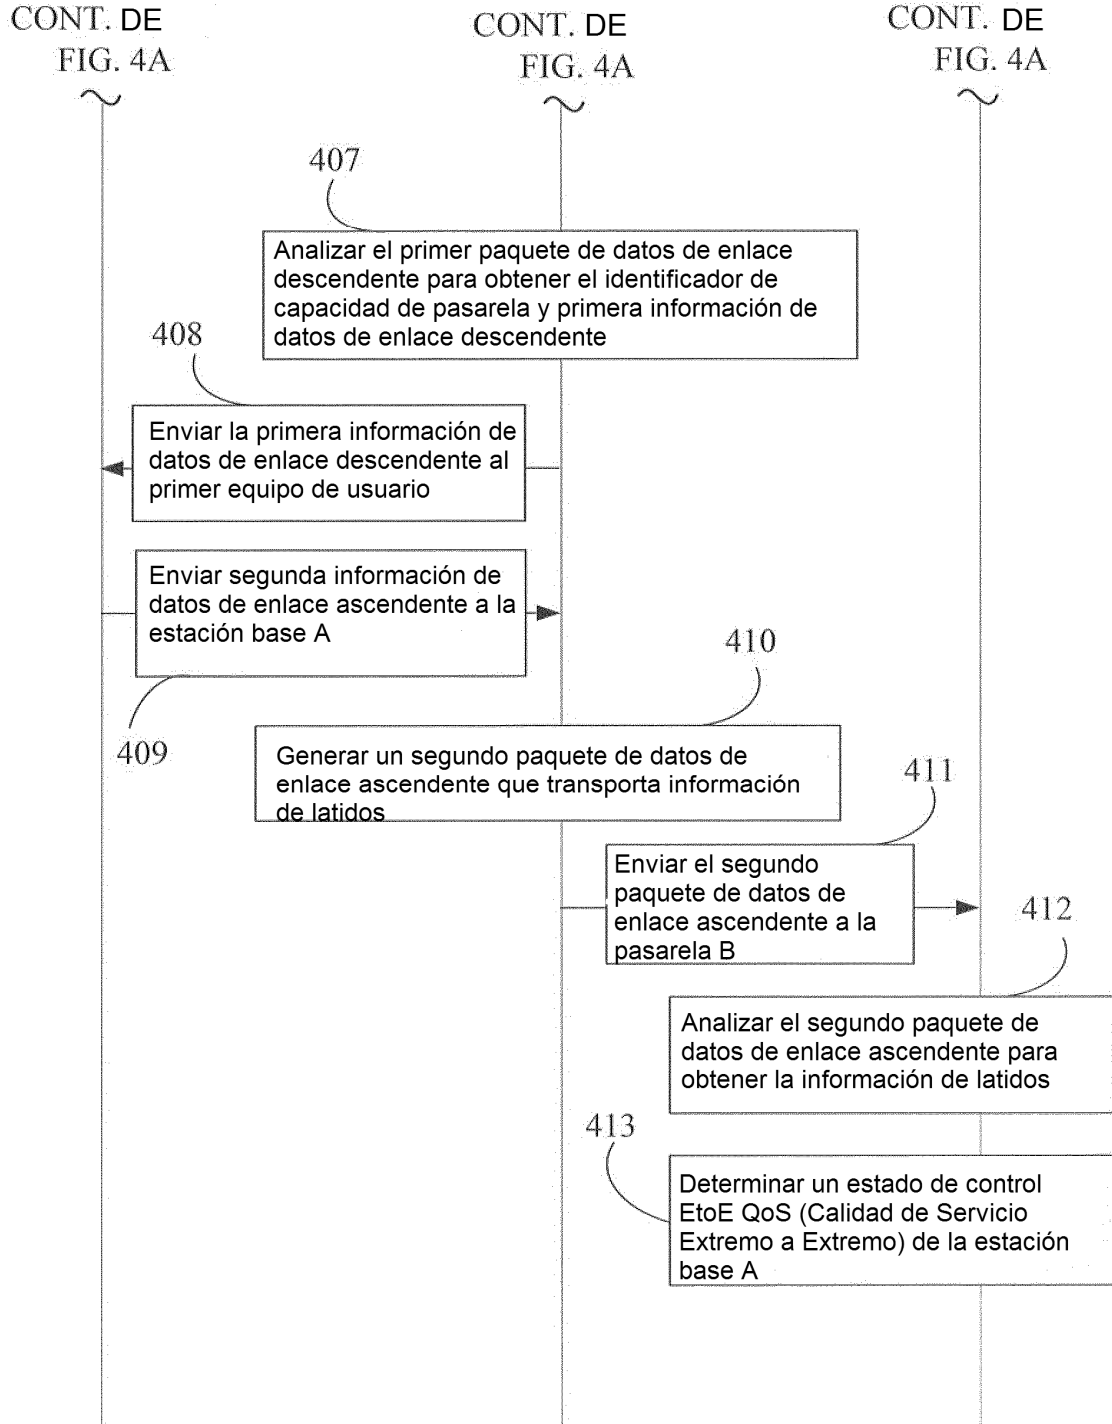 CONT. DE
FIG. 4A
CONT. DE
FIG. 4A
CONT. DE
FIG. 4A
407
Analizar el primer paquete de datos de enlace
descendente para obtener el identificador de
capacidad de pasarela y primera información de
datos de enlace descendente
408
Enviar la primera información de
datos de enlace descendente al
primer equipo de usuario
Enviar segunda información de
datos de enlace ascendente a la
estación base A
409
410
Generar un segundo paquete de datos de
enlace ascendente que transporta información
de latidos
411
Enviar el segundo
paquete de datos de
enlace ascendente a la
pasarela B
412
Analizar el segundo paquete de
datos de enlace ascendente para
obtener la información de latidos
413
Determinar un estado de control
EtoE QoS (Calidad de Servicio
Extremo a Extremo) de la estación
base A